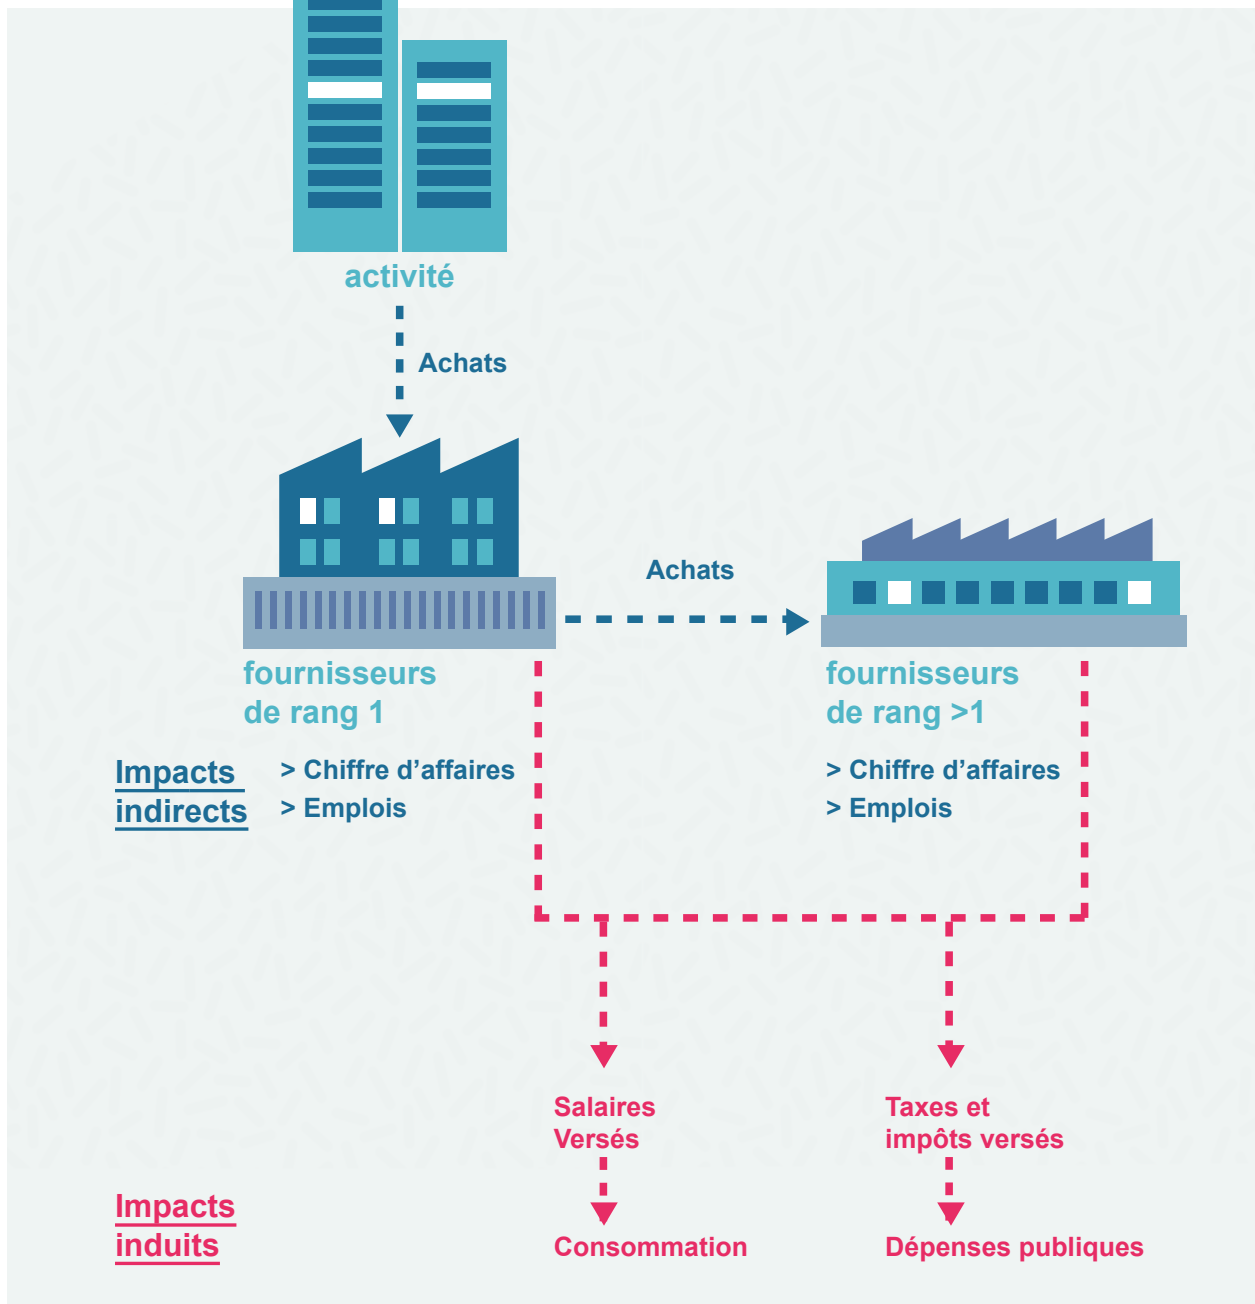 activité
Achats
Achats
fournisseurs
de rang 1
fournisseurs
de rang >1
Impacts
indirects
> Chiffre d'affaires
> Emplois
> Chiffre d'affaires
> Emplois
Salaires
Versés
Taxes et
impôts versés
Impacts
induits
Consommation
Dépenses publiques